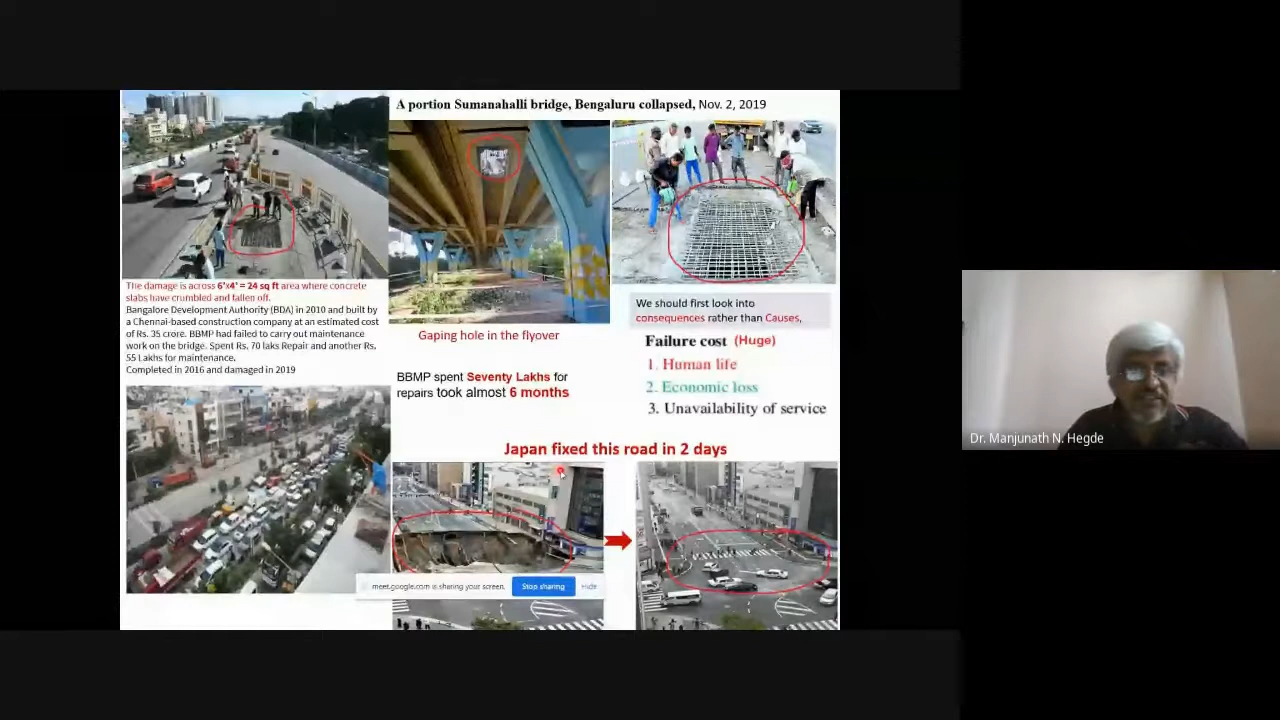 A portion Sumanahalli bridge, Bengaluru collapsed, Nov. 2, 2019
The damage is across 6'x4' = 24 sq ft area where concrete
slabs have crumbled and fallen off.
Bangalore Development Authority (BDA) in 2010 and built by
a Chennai-based construction company at an estimated cost
of Rs. 35 crore. BBMP had failed to carry out maintenance
work on the bridge. Spent Rs. 70 laks Repair and another Rs.
55 Lakhs for maintenance.
Completed in 2016 and damaged in 2019
Gaping hole in the flyover
BBMP spent Seventy Lakhs for
repairs took almost 6 months
We should first look into
consequences rather than Causes,
Failure cost (Huge)
1. Human life
2. Economic loss
3. Unavailability of service
Japan fixed this road in 2 days
meet.google.com is sharing your screen.
Stop sharing
Hide
Dr. Manjunath N. Hegde